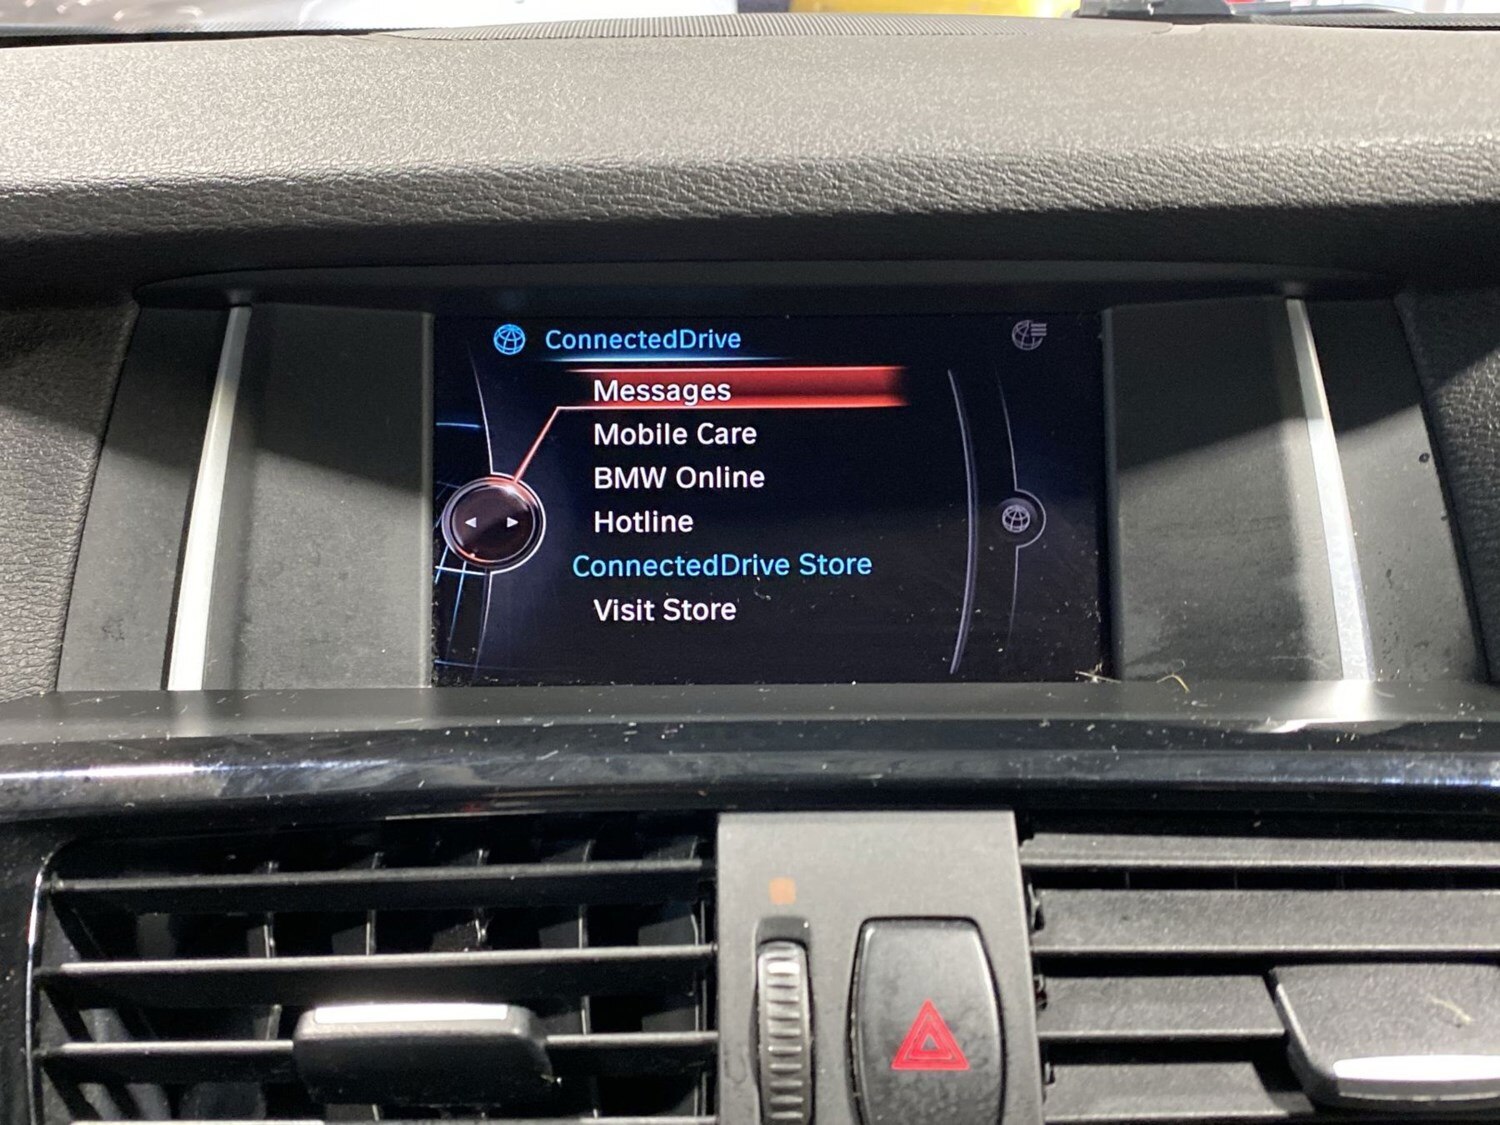 ConnectedDrive
Messages
Mobile Care
BMW Online
Hotline
ConnectedDrive Store
Visit Store